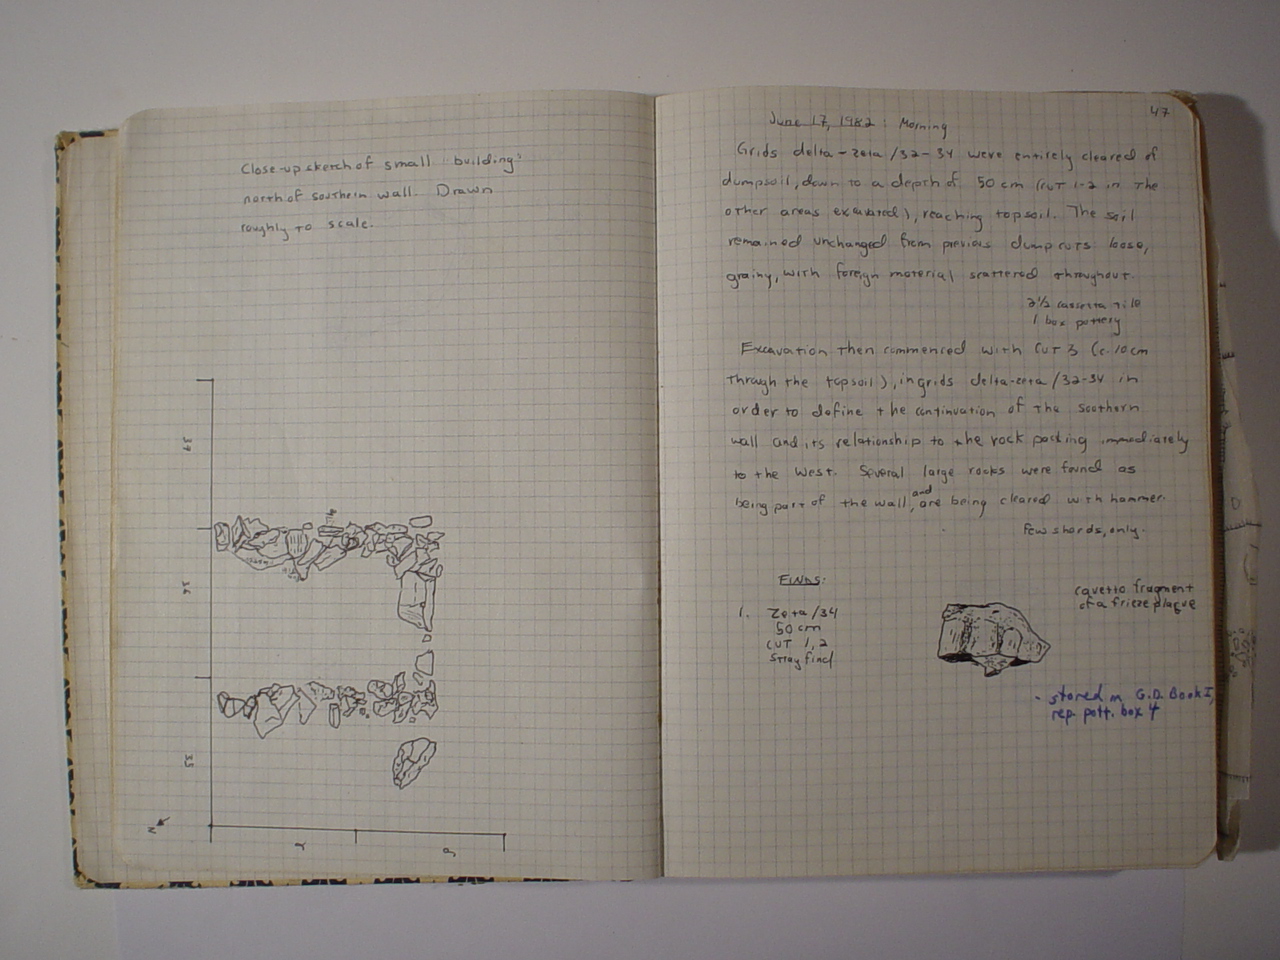 Close-up sketch of small "building"
north of southern wall. Drawn
roughly to scale.
37
36
35
N
γ
δ
47
June 17, 1982: Morning
Grids delta-zeta/32-34 were entirely cleared of
dumpsoil, down to a depth of 50 cm (cut 1-2 in the
other areas excavated), reaching topsoil. The soil
remained unchanged from previous dump cuts loose,
grainy, with foreign material scattered throughout.
2 1/2 cassetta tile
1 box pottery
Excavation then commenced with Cut 3 (c. 10 cm
through the topsoil), in grids delta-zeta/32-34 in
order to define the continuation of the southern
wall and its relationship to the rock packing immediately
to the west. Several large rocks were found as
being part of the wall, and are being cleared with hammer.
Few sherds, only.
Finds:
1. Zeta/34
50 cm
cut 1,2
stray find
cavetto fragment
of a frieze plaque
- stored in G.D. Book I,
rep. pott. box 4